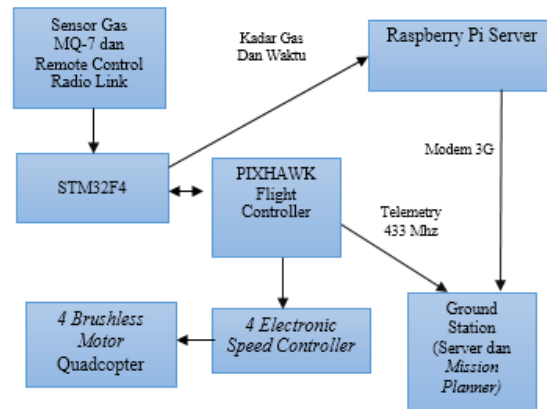 Sensor Gas
MQ-7 dan
Remote Control
Radio Link
Kadar Gas
Dan Waktu
Raspberry Pi Server
Modem 3G
STM32F4
PIXHAWK
Flight
Controller
Telemetry
433 Mhz
4 Brushless
Motor
Quadcopter
4 Electronic
Speed Controller
Ground
Station
(Server dan
Mission
Planner)